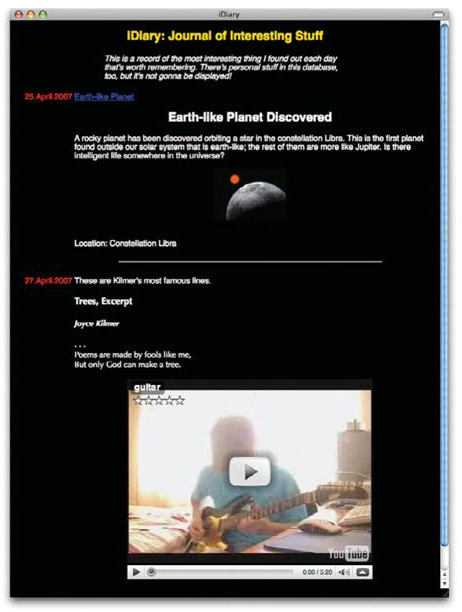 iDiary
iDiary: Journal of Interesting Stuff
This is a record of the most interesting thing I found out each day
that's worth remembering. There's personal stuff in this database,
too, but it's not gonna be displayed!
25.April.2007 Earth-like Planet
Earth-like Planet Discovered
A rocky planet has been discovered orbiting a star in the constellation Libra. This is the first planet
found outside our solar system that is earth-like; the rest of them are more like Jupiter. Is there
intelligent life somewhere in the universe?
Location: Constellation Libra
27.April.2007 These are Kilmer's most famous lines.
Trees, Excerpt
Joyce Kilmer
. . .
Poems are made by fools like me,
But only God can make a tree.
guitar
YouTube
0:00 / 5:20